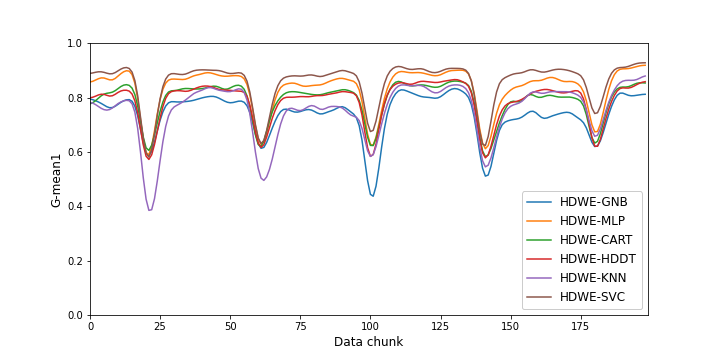 1.0
0.8
0.6
0.4
0.2
0.0
G-mean1
0
25
50
75
100
125
150
175
Data chunk
HDWE-GNB
HDWE-MLP
HDWE-CART
HDWE-HDDT
HDWE-KNN
HDWE-SVC